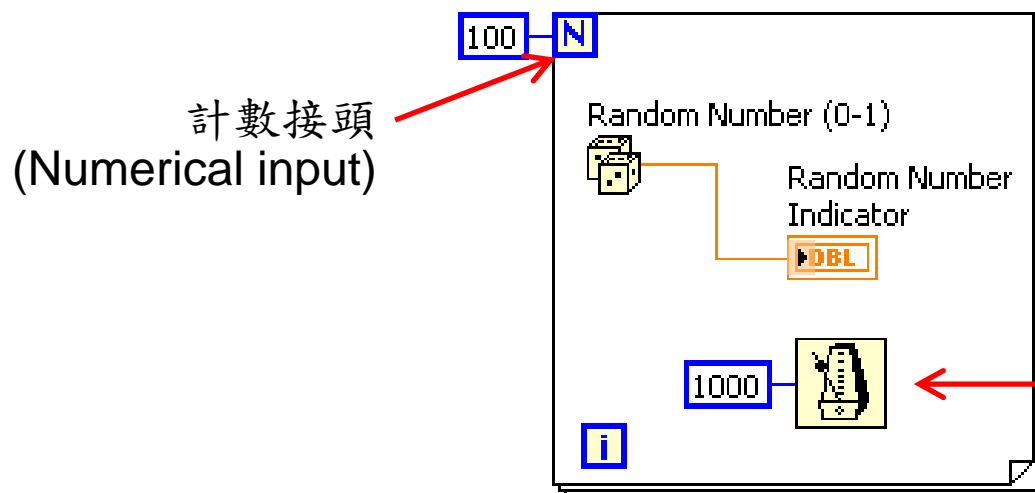 100
N
計數接頭
(Numerical input)
Random Number (0-1)
Random Number
Indicator
DBL
1000
i